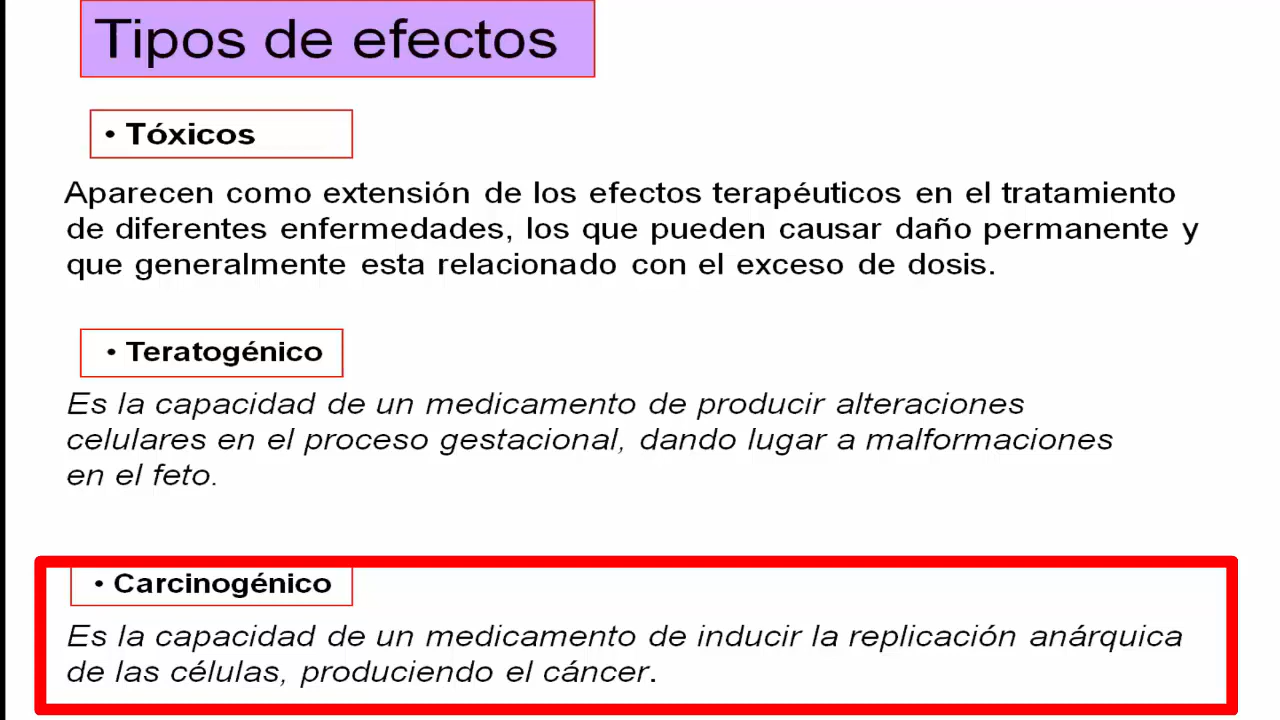 Tipos de efectos
• Tóxicos
Aparecen como extensión de los efectos terapéuticos en el tratamiento
de diferentes enfermedades, los que pueden causar daño permanente y
que generalmente esta relacionado con el exceso de dosis.
• Teratogénico
Es la capacidad de un medicamento de producir alteraciones
celulares en el proceso gestacional, dando lugar a malformaciones
en el feto.
• Carcinogénico
Es la capacidad de un medicamento de inducir la replicación anárquica
de las células, produciendo el cáncer.